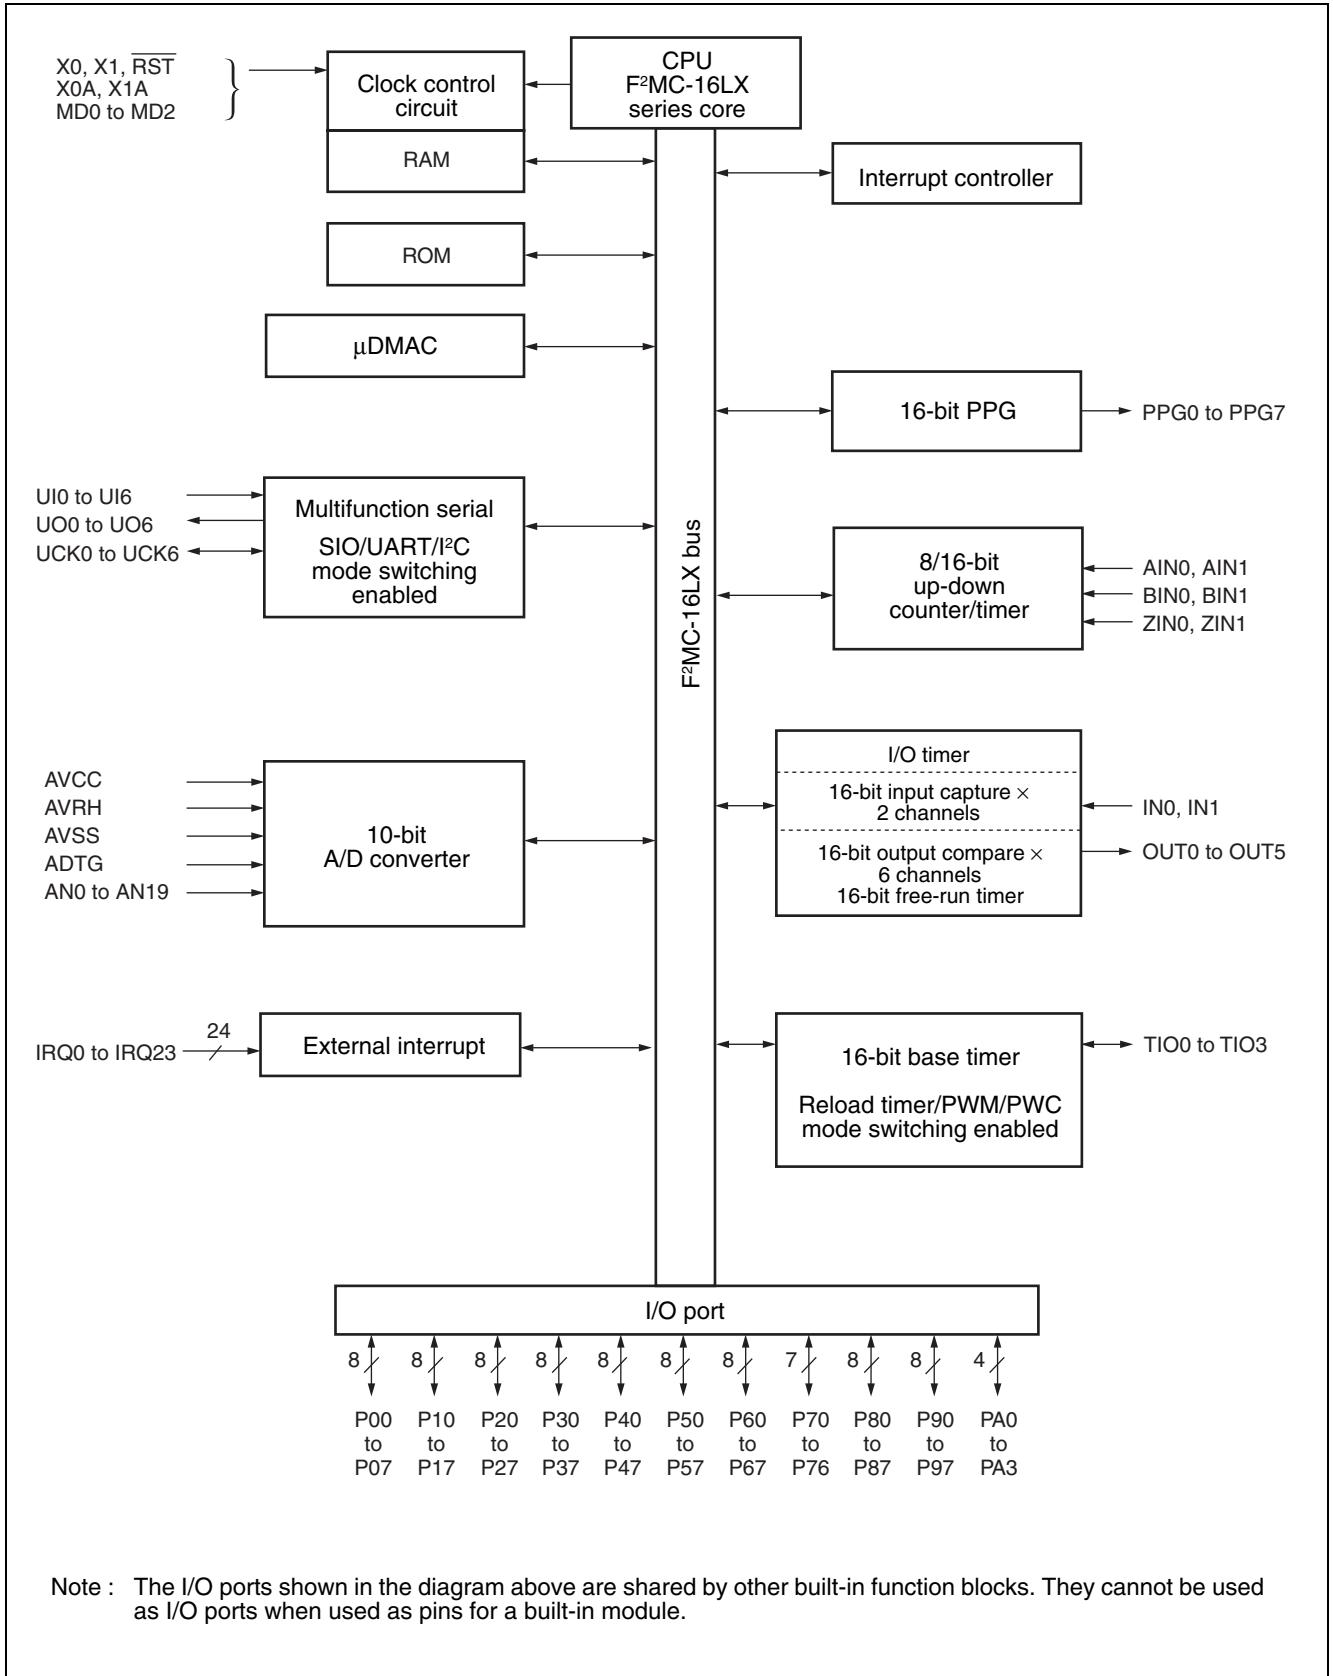 X0, X1, RST
X0A, X1A
MD0 to MD2
Clock control
circuit
CPU
F²MC-16LX
series core
RAM
Interrupt controller
ROM
μDMAC
16-bit PPG
PPG0 to PPG7
UI0 to UI6
UO0 to UO6
UCK0 to UCK6
Multifunction serial
SIO/UART/I²C
mode switching
enabled
F²MC-16LX bus
8/16-bit
up-down
counter/timer
AIN0, AIN1
BIN0, BIN1
ZIN0, ZIN1
AVCC
AVRH
AVSS
ADTG
AN0 to AN19
10-bit
A/D converter
I/O timer
16-bit input capture ×
2 channels
16-bit output compare ×
6 channels
16-bit free-run timer
IN0, IN1
OUT0 to OUT5
IRQ0 to IRQ23
24
External interrupt
16-bit base timer
Reload timer/PWM/PWC
mode switching enabled
TIO0 to TIO3
I/O port
8 8 8 8 8 8 8 7 8 8 4
P00 P10 P20 P30 P40 P50 P60 P70 P80 P90 PA0
to to to to to to to to to to to
P07 P17 P27 P37 P47 P57 P67 P76 P87 P97 PA3
Note : The I/O ports shown in the diagram above are shared by other built-in function blocks. They cannot be used
as I/O ports when used as pins for a built-in module.